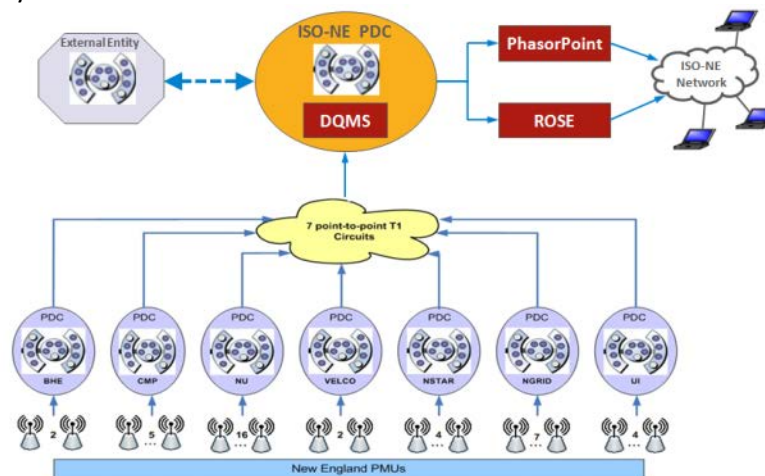 External Entity
ISO-NE PDC
DQMS
PhasorPoint
ROSE
ISO-NE
Network
7 point-to-point T1
Circuits
PDC PDC PDC PDC PDC PDC PDC
BHE CMP NU VELCO NSTAR NGRID UI
2 5 16 2 4 7 4
... ... ... ... ...
New England PMUs